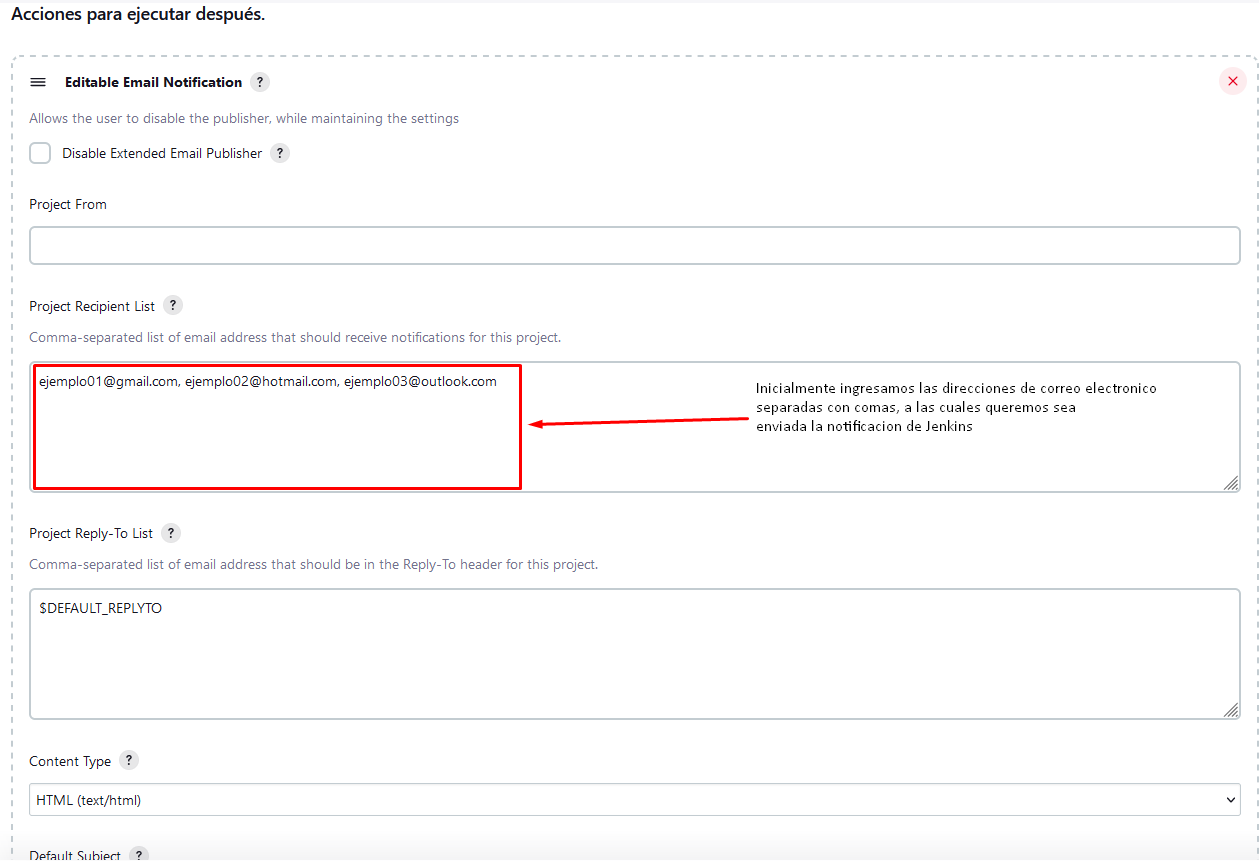 Acciones para ejecutar después.
Editable Email Notification ?
Allows the user to disable the publisher, while maintaining the settings
Disable Extended Email Publisher ?
Project From
Project Recipient List ?
Comma-separated list of email address that should receive notifications for this project.
ejemplo01@gmail.com, ejemplo02@hotmail.com, ejemplo03@outlook.com
Inicialmente ingresamos las direcciones de correo electronico
separadas con comas, a las cuales queremos sea
enviada la notificacion de Jenkins
Project Reply-To List ?
Comma-separated list of email address that should be in the Reply-To header for this project.
$DEFAULT_REPLYTO
Content Type ?
HTML (text/html)
Default Subject ?